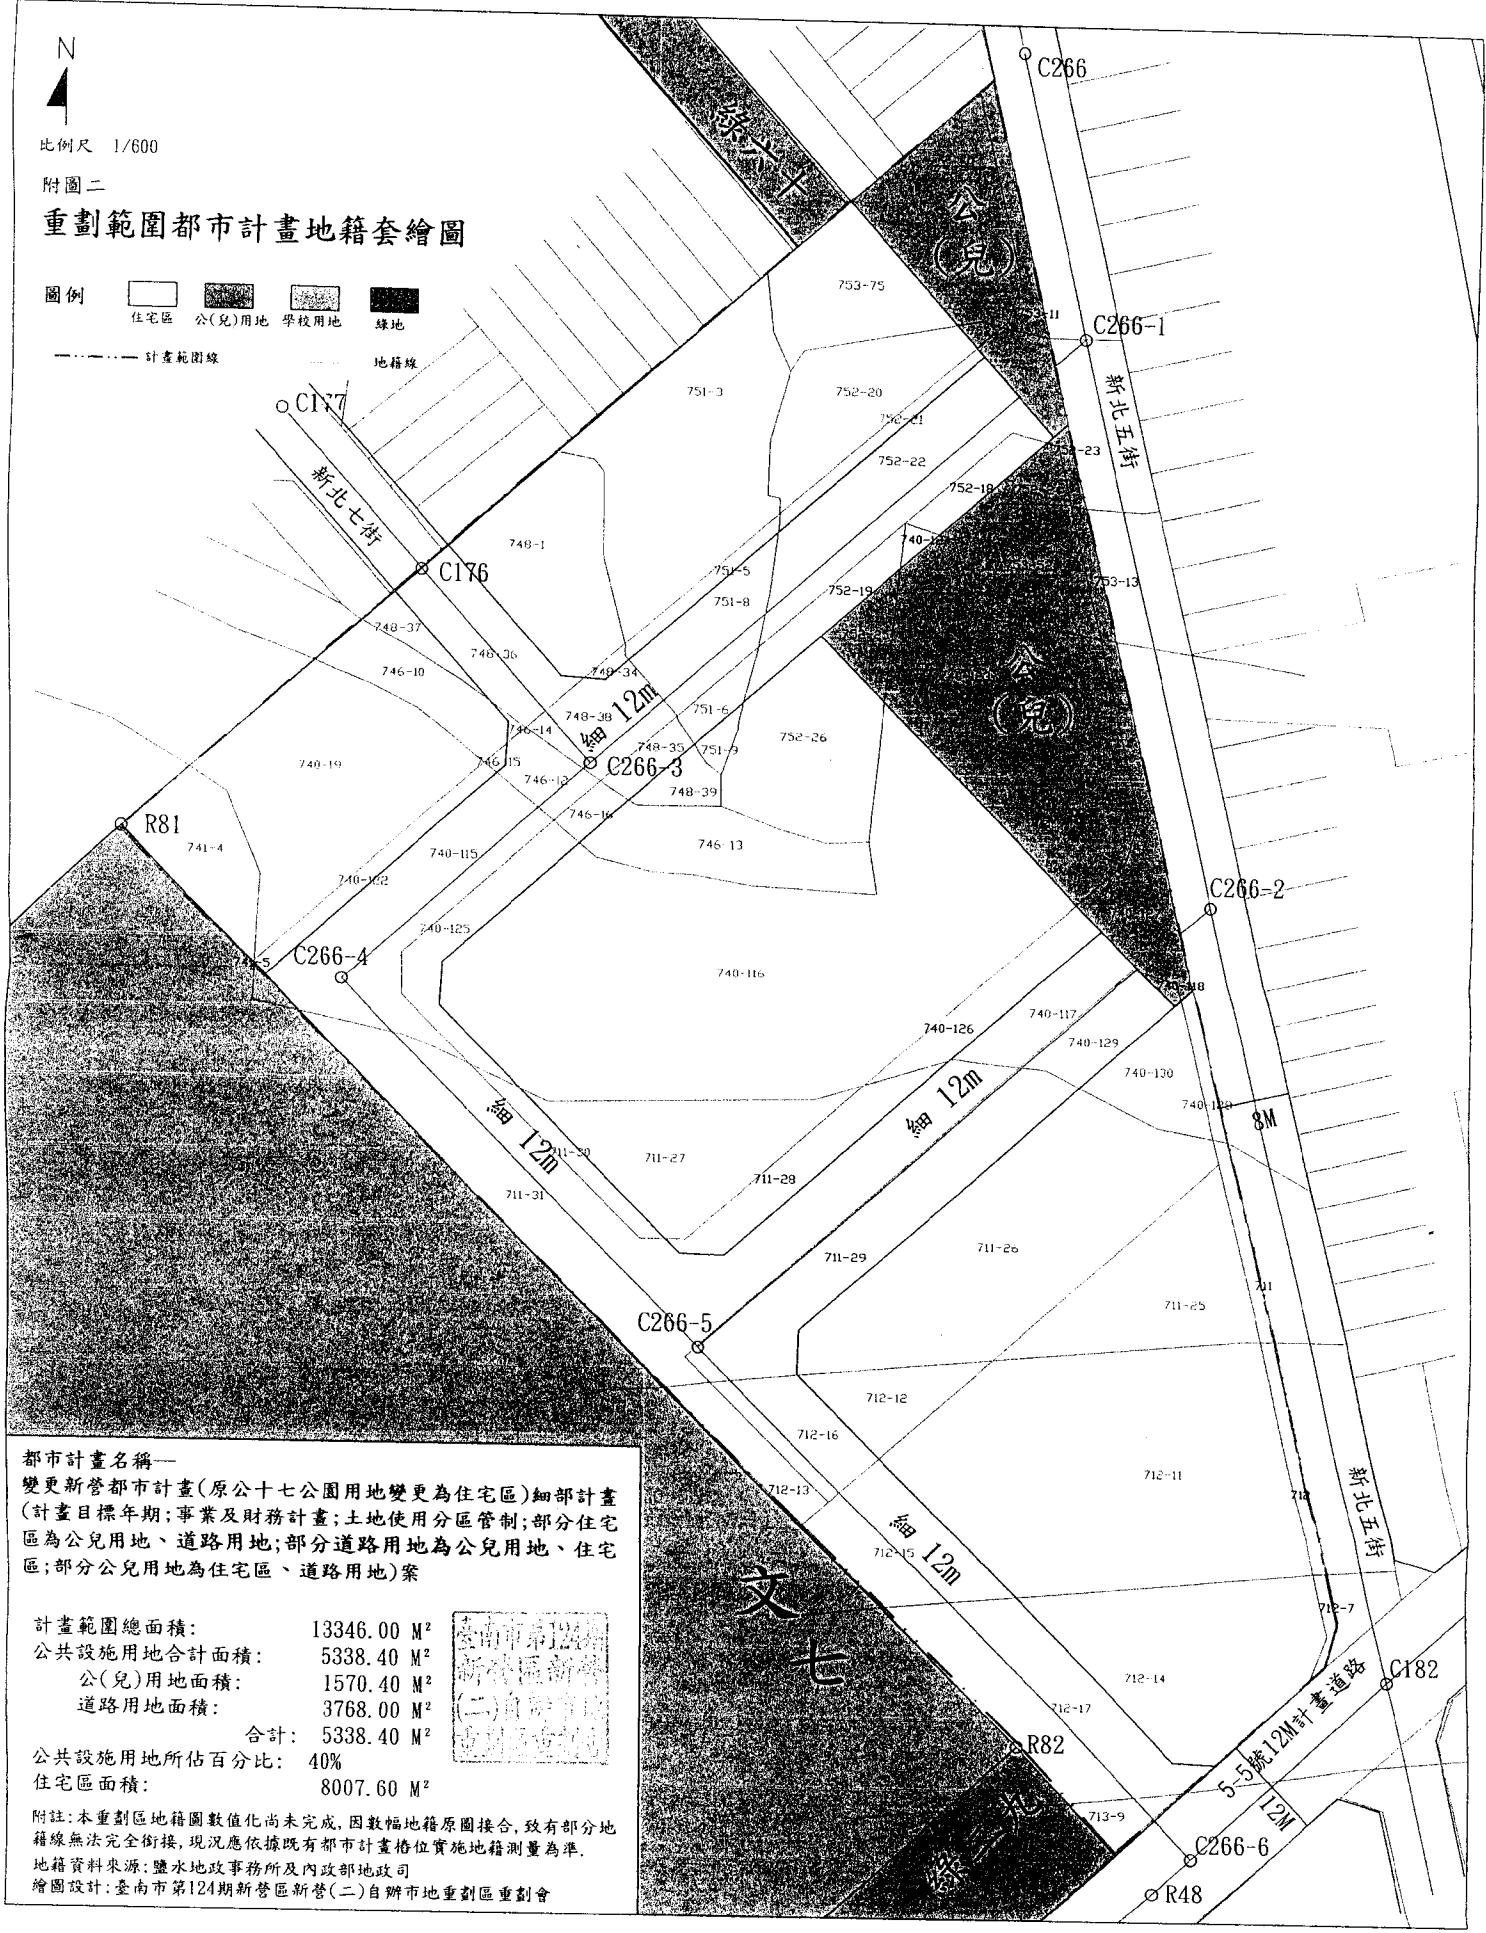 N
比例尺 1/600
附圖二
重劃範圍都市計畫地籍套繪圖
圖例
住宅區 公(兒)用地 學校用地 綠地
計畫範圍線 地籍線
C266
綠六十
公(兒)
753-75
C266-1
新北五街
751-3
752-20
752-21
752-22
752-23
752-18
C177
新北七街
748-1
C176
751-5
751-8
752-19
753-13
748-37
746-10
748-36
748-34
748-38
細 12m
751-6
公(兒)
746-14
746-15
746-12
748-35
751-9
752-26
740-19
C266-3
748-39
746-16
746-13
R81
741-4
740-115
740-122
C266-2
740-125
C266-4
740-116
740-118
740-126
740-117
740-129
740-130
740-128
8M
細 12m
細 12m
711-30
711-27
711-28
711-31
711-29
711-26
711
711-25
C266-5
712-12
712-16
712-13
712-11
712
新北五街
細 12m
712-15
文七
712-7
712-14
712-17
C182
5-5號12M計畫道路
12M
R82
713-9
C266-6
R48
都市計畫名稱—
變更新營都市計畫(原公十七公園用地變更為住宅區)細部計畫
(計畫目標年期;事業及財務計畫;土地使用分區管制;部分住宅
區為公兒用地、道路用地;部分道路用地為公兒用地、住宅
區;部分公兒用地為住宅區、道路用地)案
計畫範圍總面積: 13346.00 M²
公共設施用地合計面積: 5338.40 M²
公(兒)用地面積: 1570.40 M²
道路用地面積: 3768.00 M²
合計: 5338.40 M²
公共設施用地所佔百分比: 40%
住宅區面積: 8007.60 M²
附註:本重劃區地籍圖數值化尚未完成,因數幅地籍原圖接合,致有部分地
籍線無法完全銜接,現況應依據既有都市計畫樁位實施地籍測量為準.
地籍資料來源:鹽水地政事務所及內政部地政司
繪圖設計:臺南市第124期新營區新營(二)自辦市地重劃區重劃會